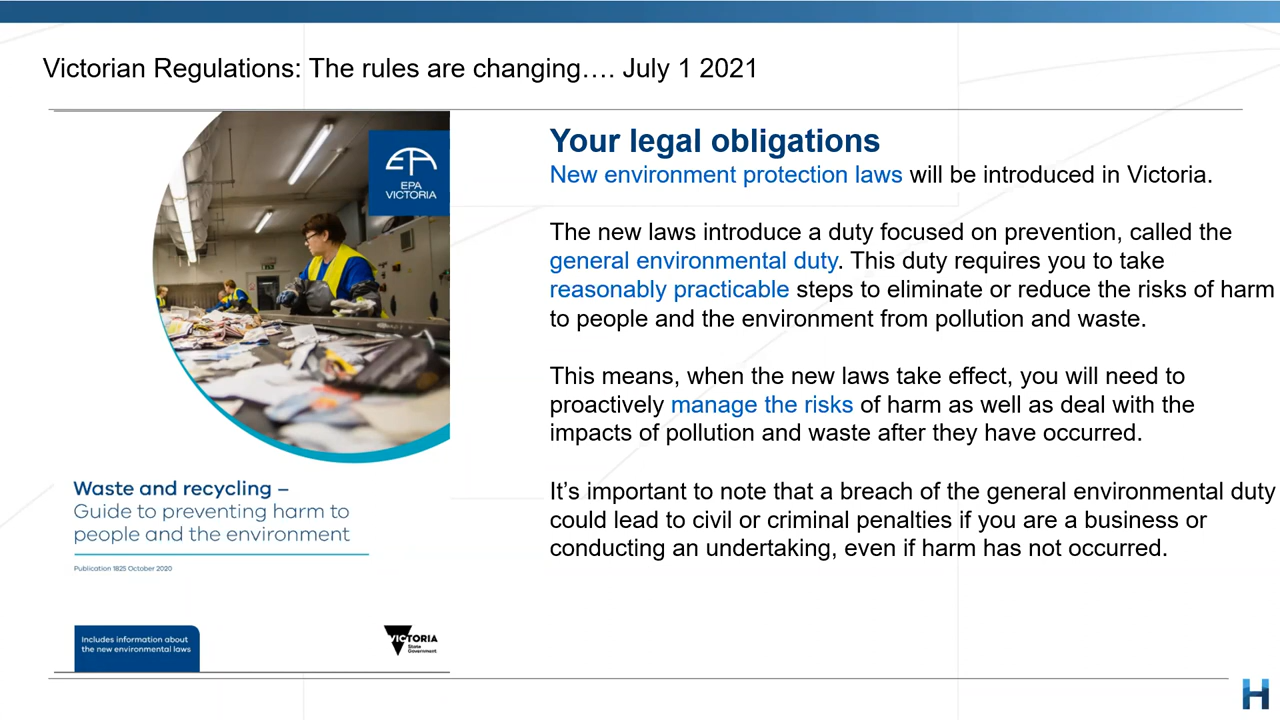 Victorian Regulations: The rules are changing…. July 1 2021
EPA
VICTORIA
Waste and recycling –
Guide to preventing harm to
people and the environment
Publication 1825 October 2020
Includes information about
the new environmental laws
VICTORIA
State
Government
Your legal obligations
New environment protection laws will be introduced in Victoria.
The new laws introduce a duty focused on prevention, called the
general environmental duty. This duty requires you to take
reasonably practicable steps to eliminate or reduce the risks of harm
to people and the environment from pollution and waste.
This means, when the new laws take effect, you will need to
proactively manage the risks of harm as well as deal with the
impacts of pollution and waste after they have occurred.
It’s important to note that a breach of the general environmental duty
could lead to civil or criminal penalties if you are a business or
conducting an undertaking, even if harm has not occurred.
H